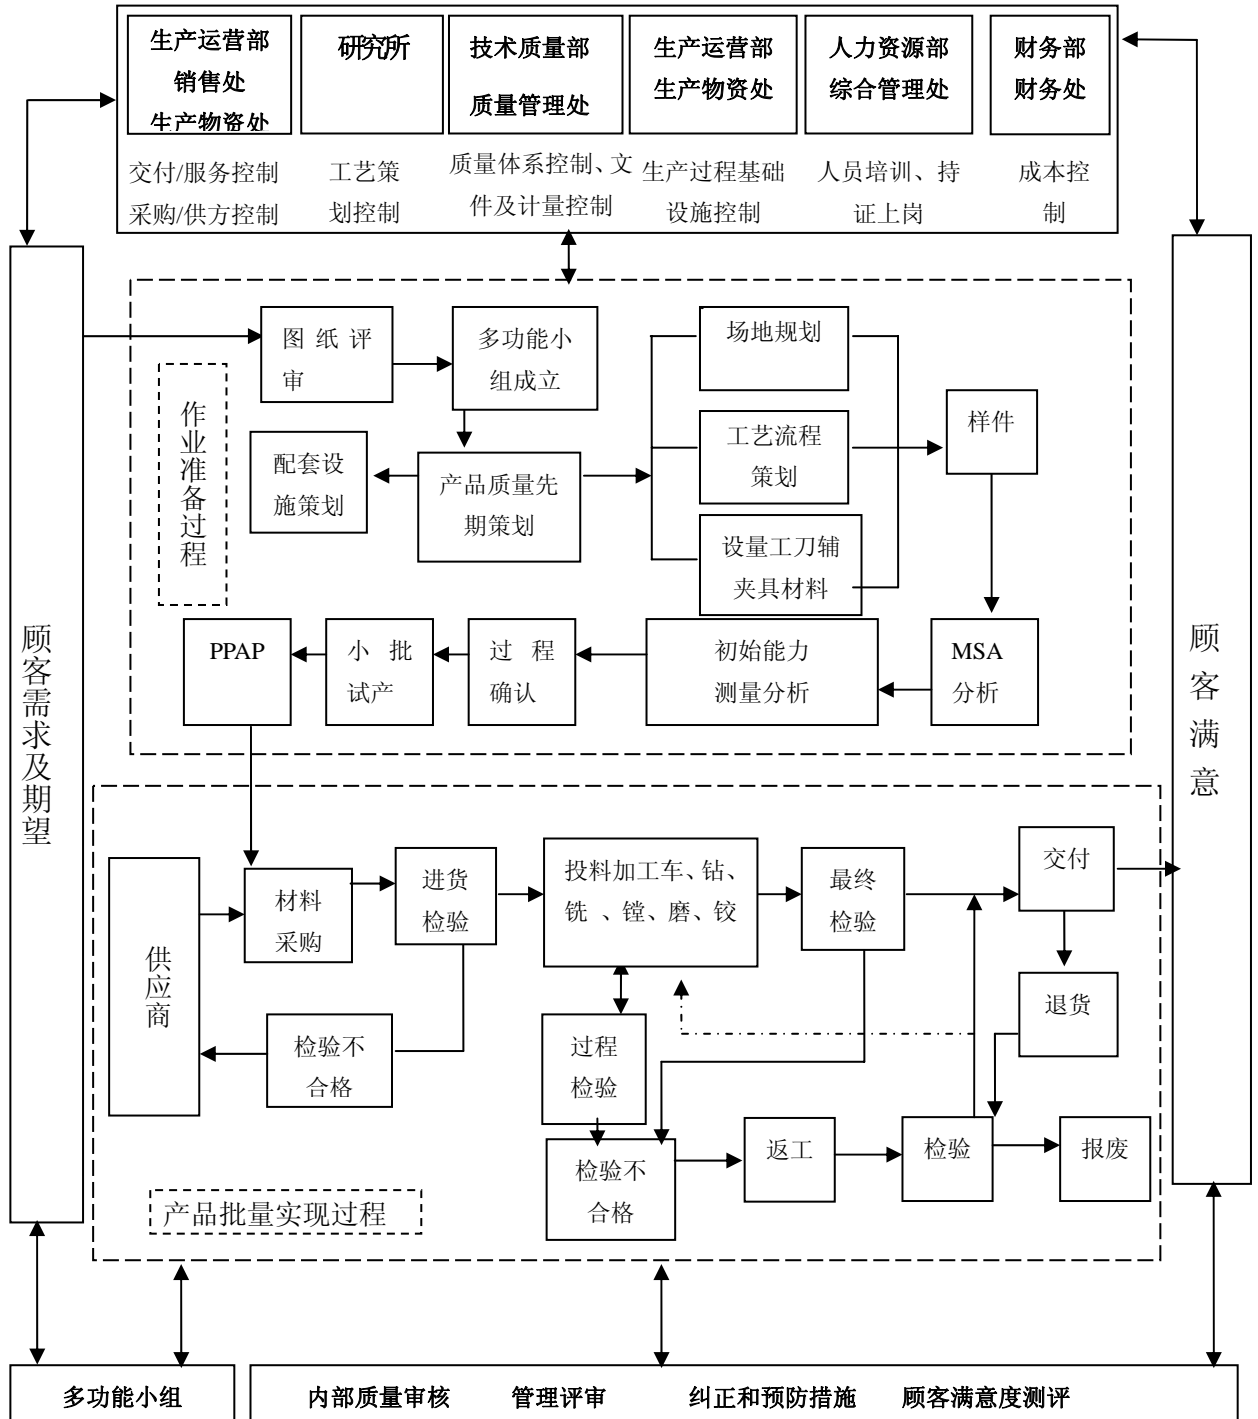 生产运营部
销售处
生产物资处
研究所
技术质量部
质量管理处
生产运营部
生产物资处
人力资源部
综合管理处
财务部
财务处
交付/服务控制
采购/供方控制
工艺策
划控制
质量体系控制、文
件及计量控制
生产过程基础
设施控制
人员培训、持
证上岗
成本控
制
顾客需求及期望
顾客满意
作业准备过程
图纸评
审
多功能小
组成立
场地规划
工艺流程
策划
设量工刀辅
夹具材料
样件
配套设
施策划
产品质量先
期策划
PPAP
小批
试产
过程
确认
初始能力
测量分析
MSA
分析
供应商
材料
采购
进货
检验
投料加工车、钻、
铣 、镗、磨、铰
最终
检验
交付
退货
检验不
合格
过程
检验
检验不
合格
返工
检验
报废
产品批量实现过程
多功能小组
内部质量审核 管理评审 纠正和预防措施 顾客满意度测评